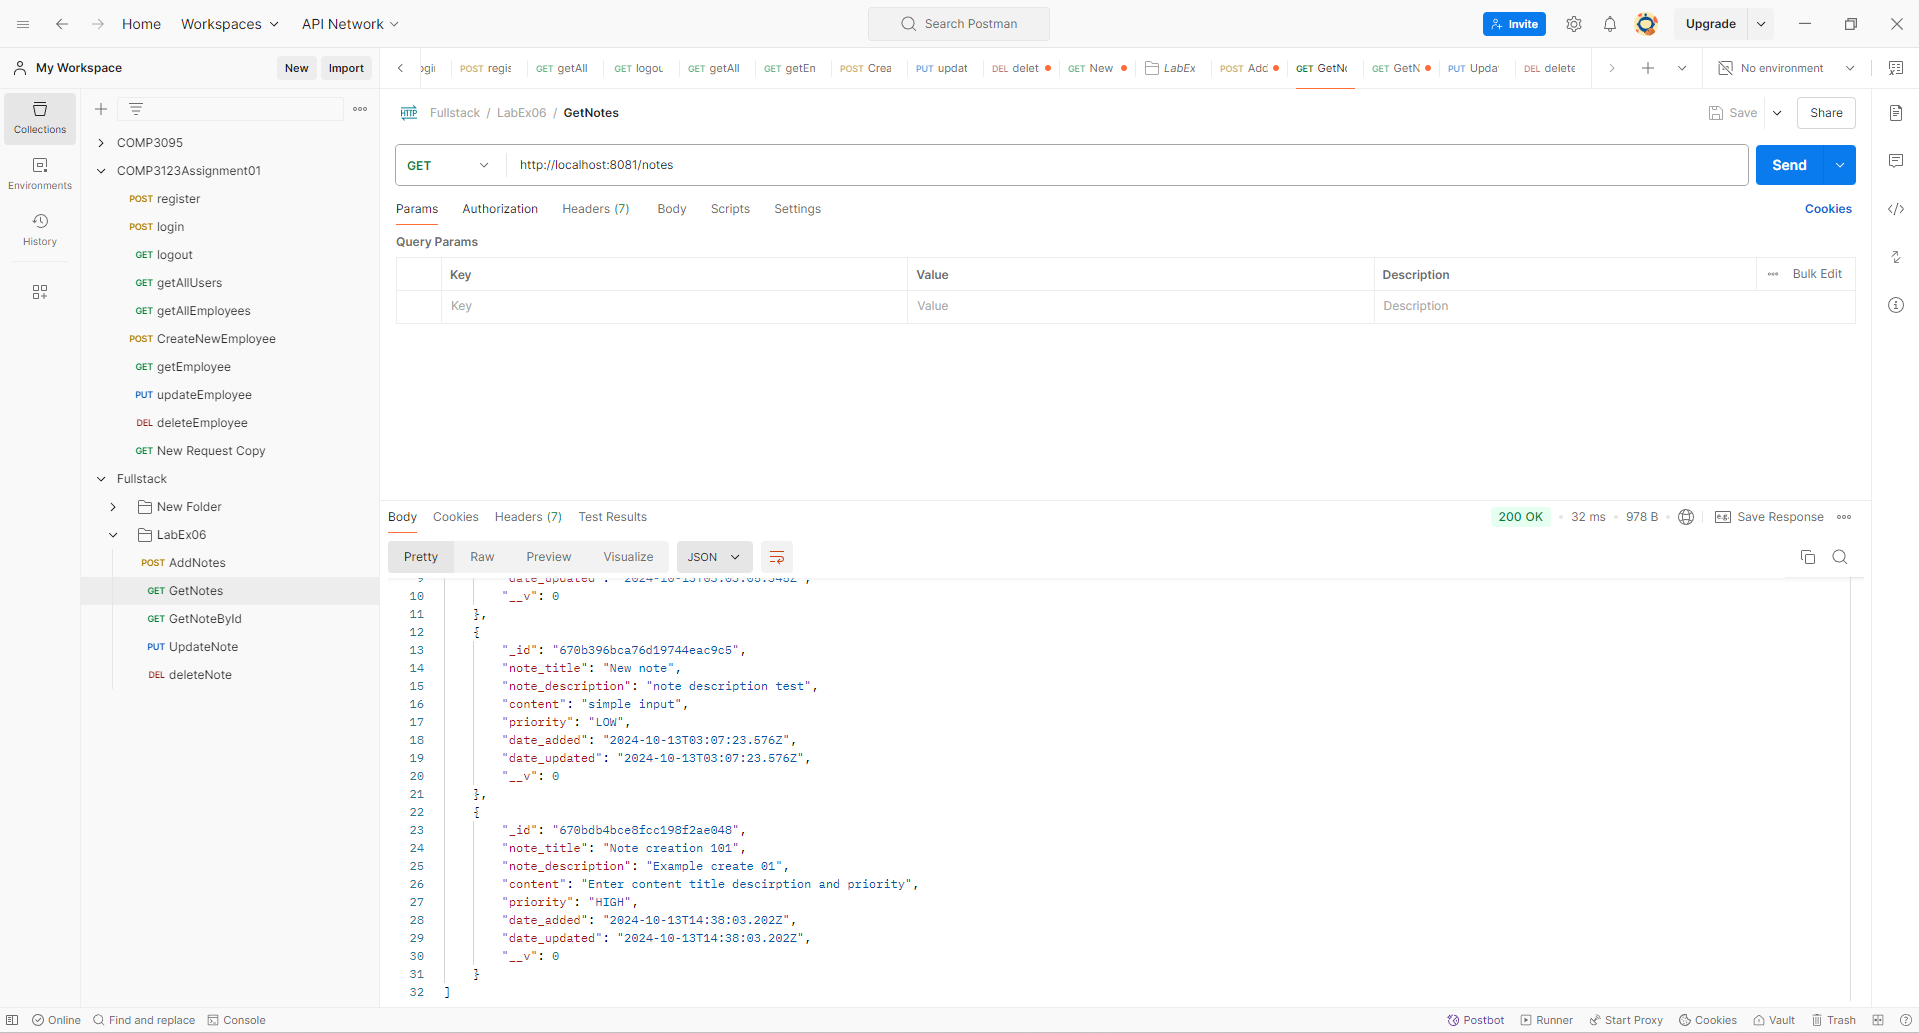 Home Workspaces API Network Search Postman Invite Upgrade
My Workspace New Import
POST regis GET getAll GET logou GET getAll GET getEn POST Crea PUT updat DEL delet GET New LabEx POST Add GET GetNo GET GetN PUT Upda DEL delete No environment
Collections
Environments
History
COMP3095
COMP3123Assignment01
POST register
POST login
GET logout
GET getAllUsers
GET getAllEmployees
POST CreateNewEmployee
GET getEmployee
PUT updateEmployee
DEL deleteEmployee
GET New Request Copy
Fullstack
New Folder
LabEx06
POST AddNotes
GET GetNotes
GET GetNoteById
PUT UpdateNote
DEL deleteNote
HTTP Fullstack / LabEx06 / GetNotes Save Share
GET http://localhost:8081/notes Send
Params Authorization Headers (7) Body Scripts Settings Cookies
Query Params
Key Value Description Bulk Edit
Key Value Description
Body Cookies Headers (7) Test Results 200 OK 32 ms 978 B e.g. Save Response
Pretty Raw Preview Visualize JSON
10 "__v": 0
11 },
12 {
13 "_id": "670b396bca76d19744eac9c5",
14 "note_title": "New note",
15 "note_description": "note description test",
16 "content": "simple input",
17 "priority": "LOW",
18 "date_added": "2024-10-13T03:07:23.576Z",
19 "date_updated": "2024-10-13T03:07:23.576Z",
20 "__v": 0
21 },
22 {
23 "_id": "670bdb4bce8fcc198f2ae048",
24 "note_title": "Note creation 101",
25 "note_description": "Example create 01",
26 "content": "Enter content title descirption and priority",
27 "priority": "HIGH",
28 "date_added": "2024-10-13T14:38:03.202Z",
29 "date_updated": "2024-10-13T14:38:03.202Z",
30 "__v": 0
31 }
32 ]
Online Find and replace Console Postbot Runner Start Proxy Cookies Vault Trash